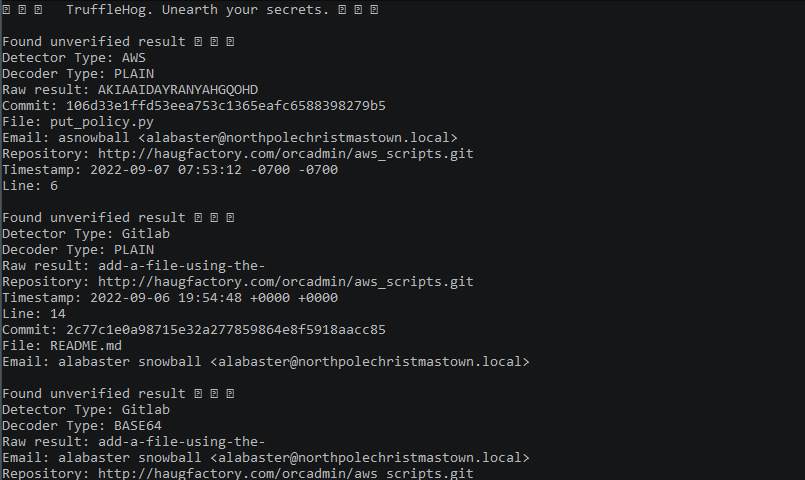 TruffleHog. Unearth your secrets.
Found unverified result
Detector Type: AWS
Decoder Type: PLAIN
Raw result: AKIAAIDAYRANYAHGQOHD
Commit: 106d33e1ffd53eea753c1365eafc6588398279b5
File: put_policy.py
Email: asnowball <alabaster@northpolechristmastown.local>
Repository: http://haugfactory.com/orcadmin/aws_scripts.git
Timestamp: 2022-09-07 07:53:12 -0700 -0700
Line: 6
Found unverified result
Detector Type: Gitlab
Decoder Type: PLAIN
Raw result: add-a-file-using-the-
Repository: http://haugfactory.com/orcadmin/aws_scripts.git
Timestamp: 2022-09-06 19:54:48 +0000 +0000
Line: 14
Commit: 2c77c1e0a98715e32a277859864e8f5918aacc85
File: README.md
Email: alabaster snowball <alabaster@northpolechristmastown.local>
Found unverified result
Detector Type: Gitlab
Decoder Type: BASE64
Raw result: add-a-file-using-the-
Email: alabaster snowball <alabaster@northpolechristmastown.local>
Repository: http://haugfactory.com/orcadmin/aws_scripts.git